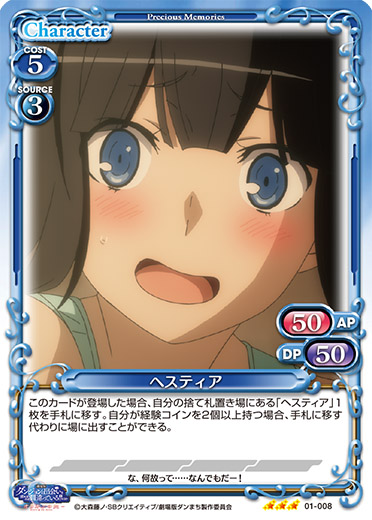 Precious Memories
Character
COST
5
SOURCE
3
50 AP
DP 50
ヘスティア
このカードが登場した場合、自分の捨て札置き場にある「ヘスティア」1
枚を手札に移す。自分が経験コインを2個以上持つ場合、手札に移す
代わりに場に出すことができる。
な、何故って・・・・・・なんでもだー!
©大森藤ノ・SBクリエイティブ/劇場版ダンまち製作委員会
01-008